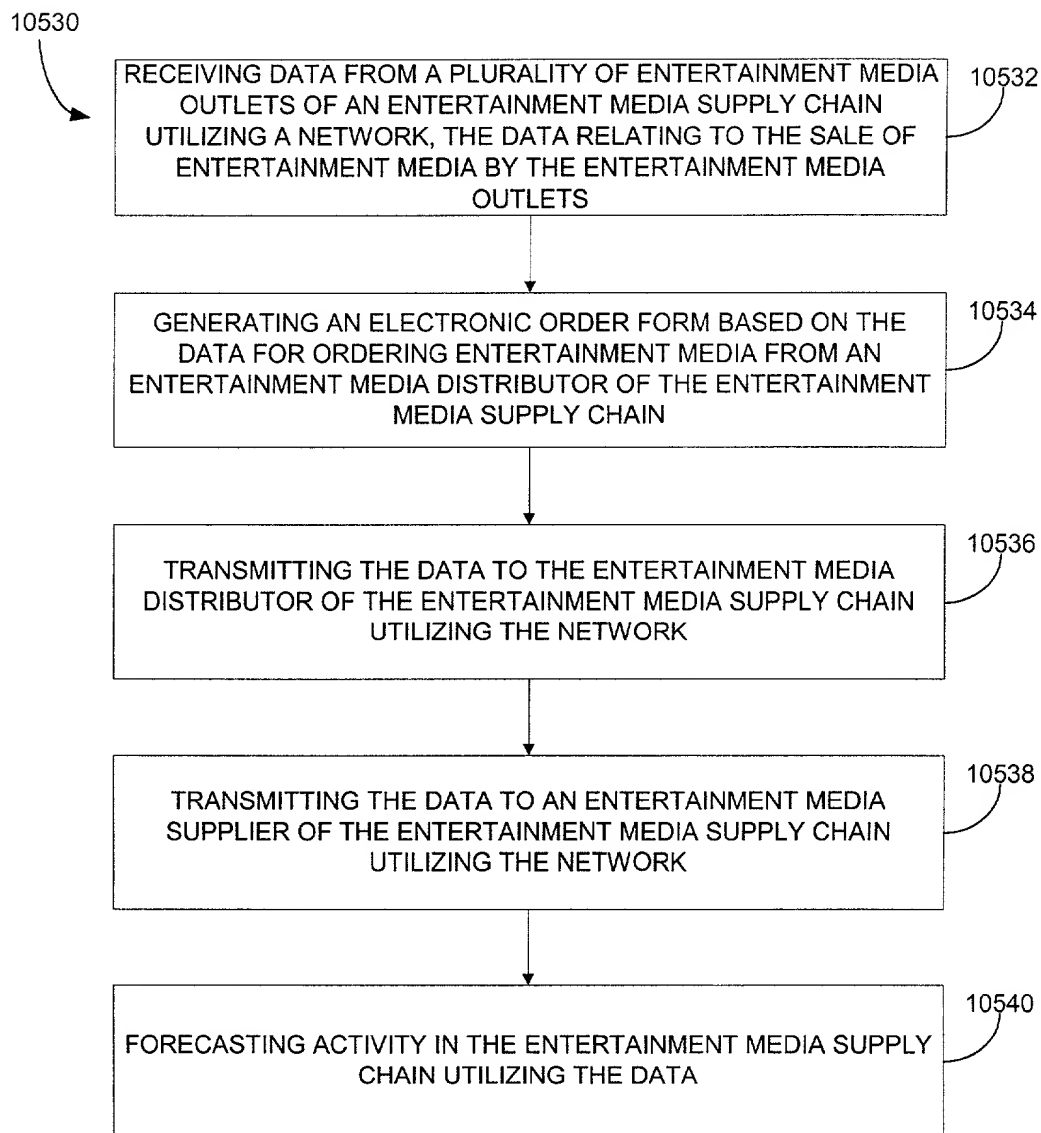 10530
RECEIVING DATA FROM A PLURALITY OF ENTERTAINMENT MEDIA
OUTLETS OF AN ENTERTAINMENT MEDIA SUPPLY CHAIN
UTILIZING A NETWORK, THE DATA RELATING TO THE SALE OF
ENTERTAINMENT MEDIA BY THE ENTERTAINMENT MEDIA
OUTLETS
10532
GENERATING AN ELECTRONIC ORDER FORM BASED ON THE
DATA FOR ORDERING ENTERTAINMENT MEDIA FROM AN
ENTERTAINMENT MEDIA DISTRIBUTOR OF THE ENTERTAINMENT
MEDIA SUPPLY CHAIN
10534
TRANSMITTING THE DATA TO THE ENTERTAINMENT MEDIA
DISTRIBUTOR OF THE ENTERTAINMENT MEDIA SUPPLY CHAIN
UTILIZING THE NETWORK
10536
TRANSMITTING THE DATA TO AN ENTERTAINMENT MEDIA
SUPPLIER OF THE ENTERTAINMENT MEDIA SUPPLY CHAIN
UTILIZING THE NETWORK
10538
FORECASTING ACTIVITY IN THE ENTERTAINMENT MEDIA SUPPLY
CHAIN UTILIZING THE DATA
10540